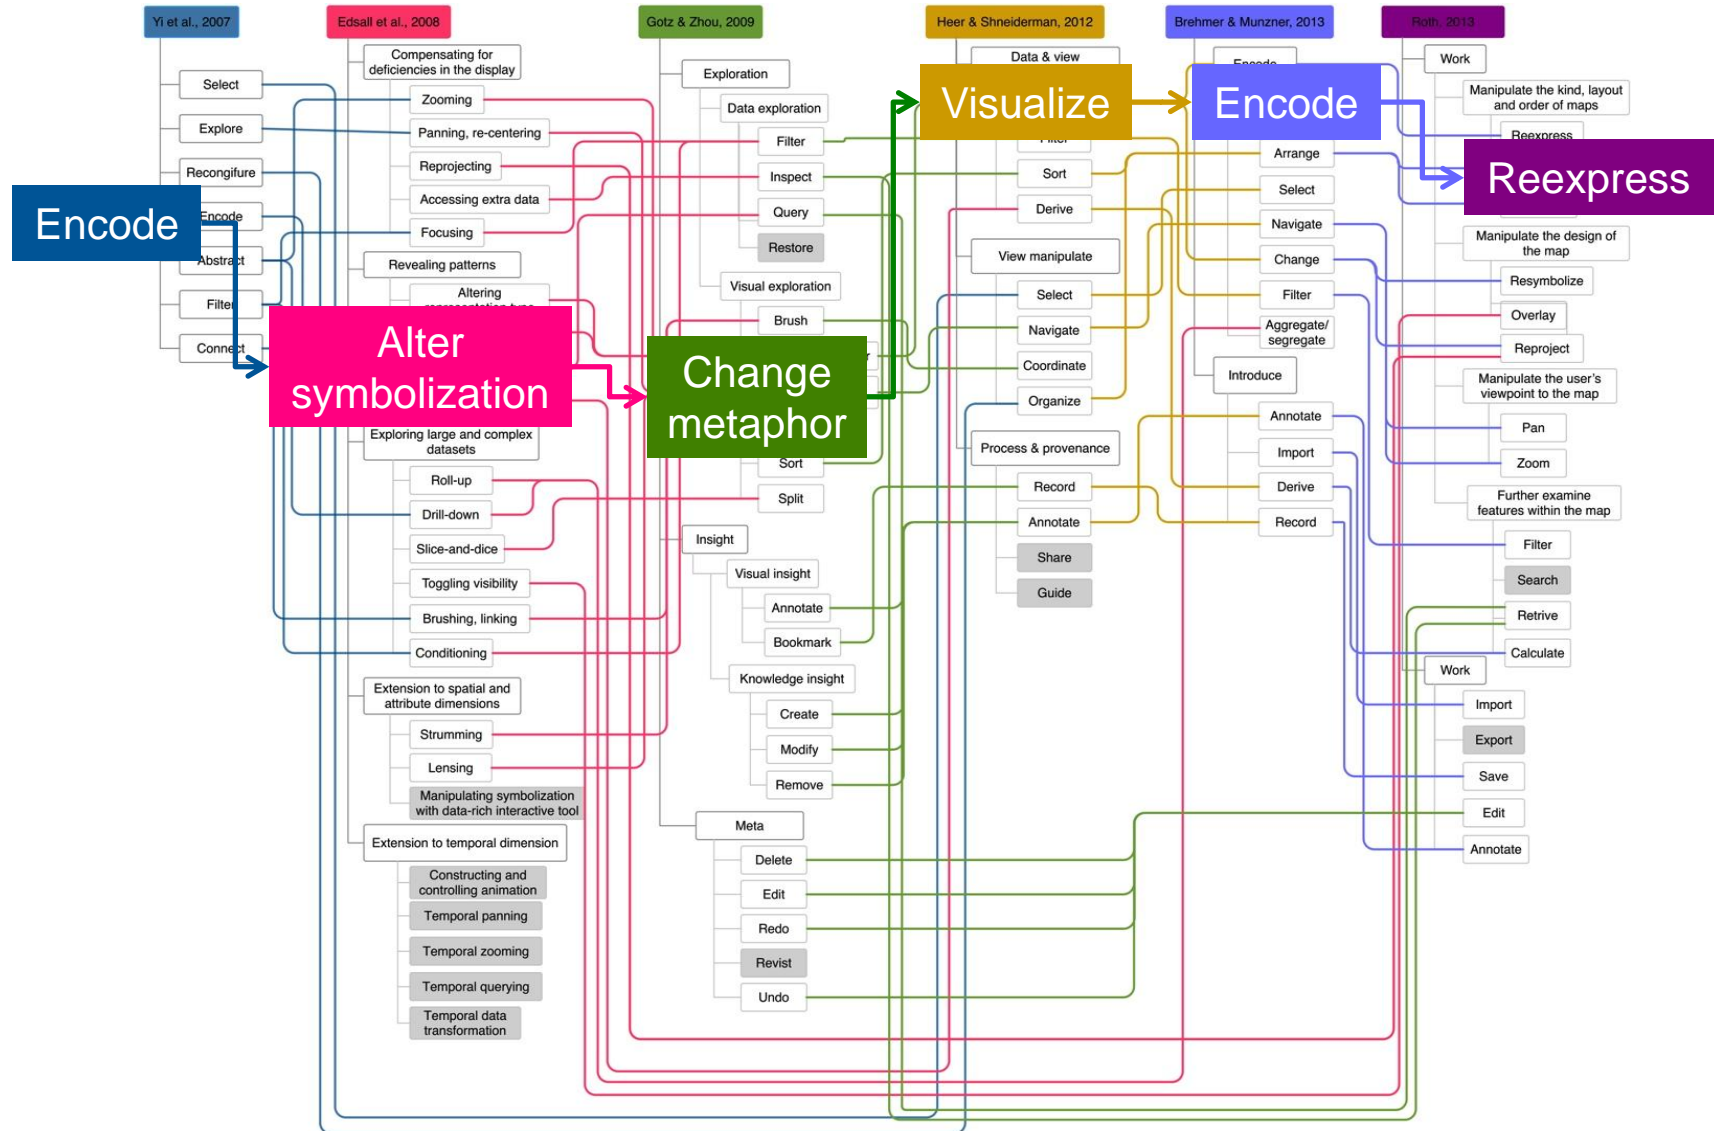 Yi et al., 2007
Select
Explore
Recongifure
Encode
Abstract
Filter
Connect
Encode
Edsall et al., 2008
Compensating for
deficiencies in the display
Zooming
Panning, re-centering
Reprojecting
Accessing extra data
Focusing
Revealing patterns
Altering
Alter
symbolization
Exploring large and complex
datasets
Roll-up
Drill-down
Slice-and-dice
Toggling visibility
Brushing, linking
Conditioning
Extension to spatial and
attribute dimensions
Strumming
Lensing
Manipulating symbolization
with data-rich interactive tool
Extension to temporal dimension
Constructing and
controlling animation
Temporal panning
Temporal zooming
Temporal querying
Temporal data
transformation
Gotz & Zhou, 2009
Exploration
Data exploration
Filter
Inspect
Query
Restore
Visual exploration
Brush
Change
metaphor
Sort
Split
Insight
Visual insight
Annotate
Bookmark
Knowledge insight
Create
Modify
Remove
Meta
Delete
Edit
Redo
Revist
Undo
Heer & Shneiderman, 2012
Data & view
Visualize
Filter
Sort
Derive
View manipulate
Select
Navigate
Coordinate
Organize
Process & provenance
Record
Annotate
Share
Guide
Brehmer & Munzner, 2013
Encode
Encode
Arrange
Select
Navigate
Change
Filter
Aggregate/
segregate
Introduce
Annotate
Import
Derive
Record
Roth, 2013
Work
Manipulate the kind, layout
and order of maps
Reexpress
Reexpress
Manipulate the design of
the map
Resymbolize
Overlay
Reproject
Manipulate the user's
viewpoint to the map
Pan
Zoom
Further examine
features within the map
Filter
Search
Retrive
Calculate
Work
Import
Export
Save
Edit
Annotate